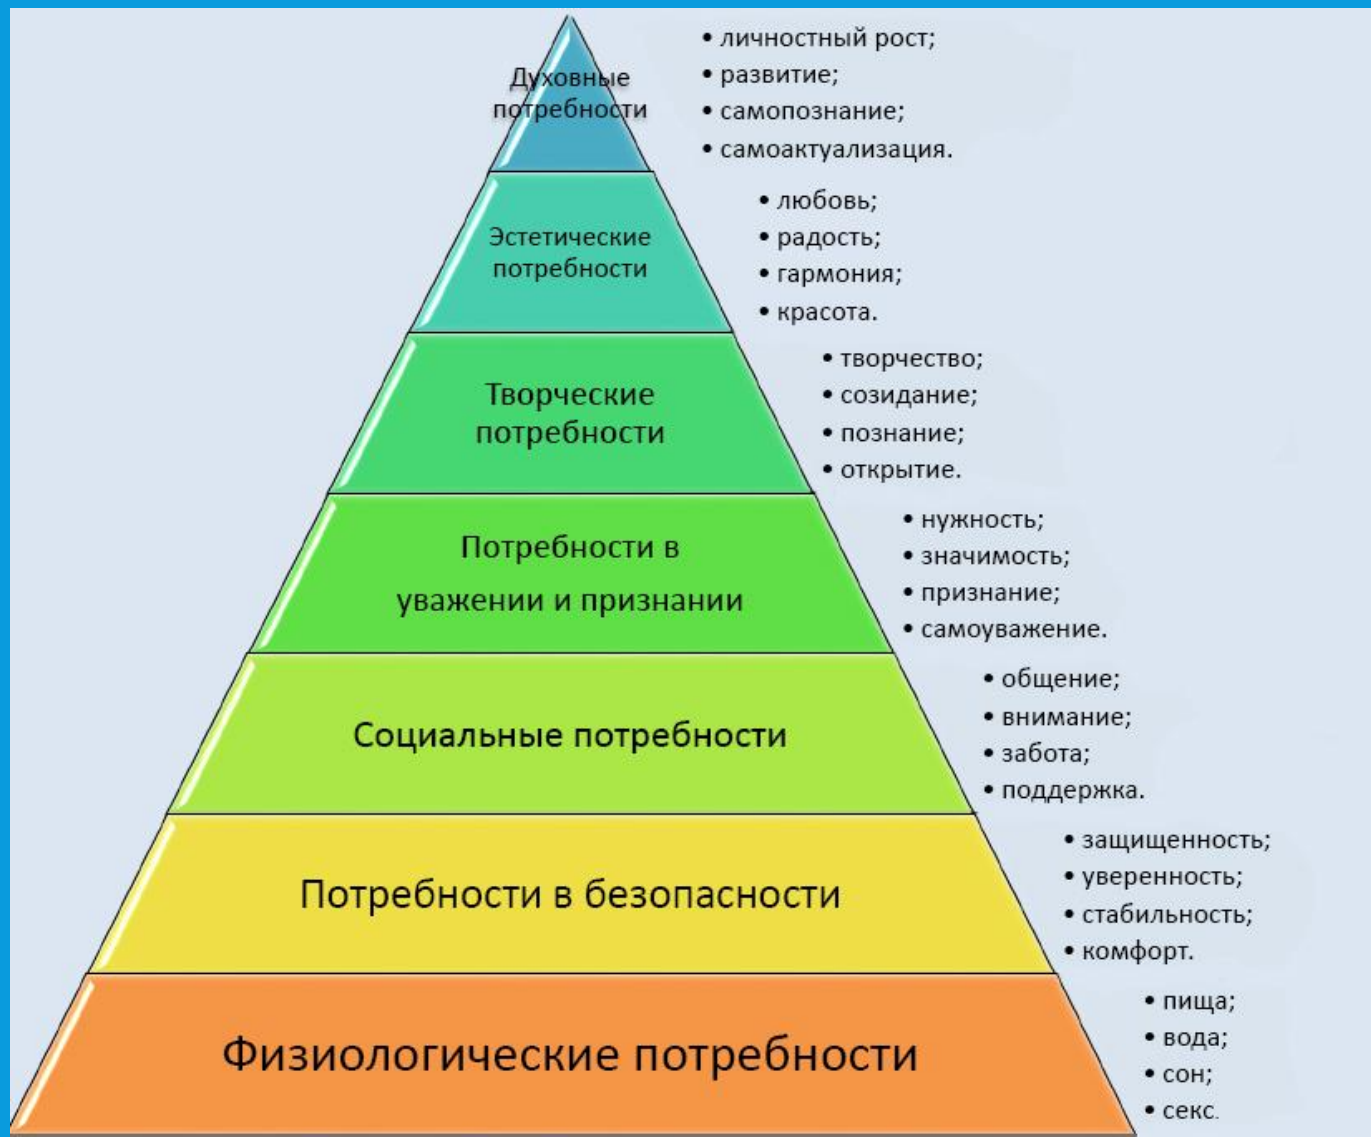 Духовные
потребности
• личностный рост;
• развитие;
• самопознание;
• самоактуализация.
Эстетические
потребности
• любовь;
• радость;
• гармония;
• красота.
Творческие
потребности
• творчество;
• созидание;
• познание;
• открытие.
Потребности в
уважении и признании
• нужность;
• значимость;
• признание;
• самоуважение.
Социальные потребности
• общение;
• внимание;
• забота;
• поддержка.
Потребности в безопасности
• защищенность;
• уверенность;
• стабильность;
• комфорт.
Физиологические потребности
• пища;
• вода;
• сон;
• секс.